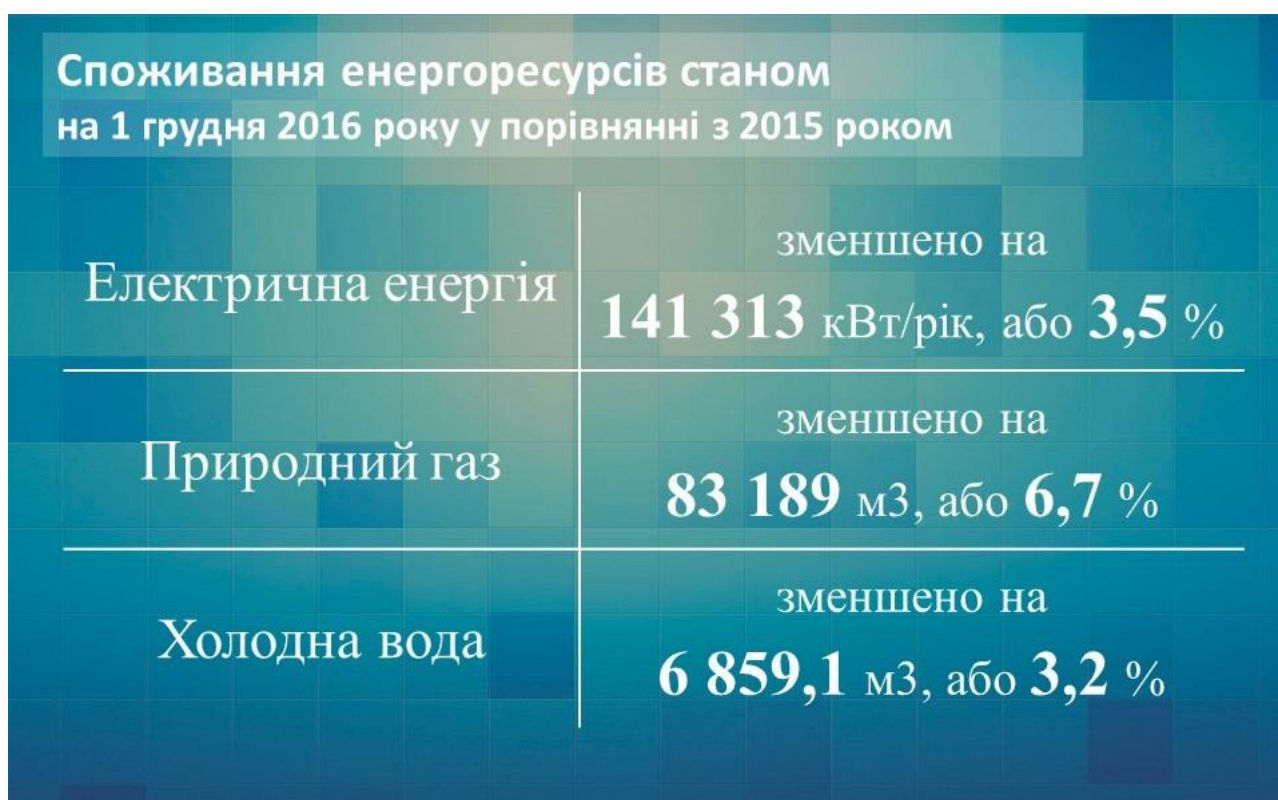 Споживання енергоресурсів станом
на 1 грудня 2016 року у порівнянні з 2015 роком
Електрична енергія
зменшено на
141 313 кВт/рік, або 3,5 %
Природний газ
зменшено на
83 189 м3, або 6,7 %
Холодна вода
зменшено на
6 859,1 м3, або 3,2 %